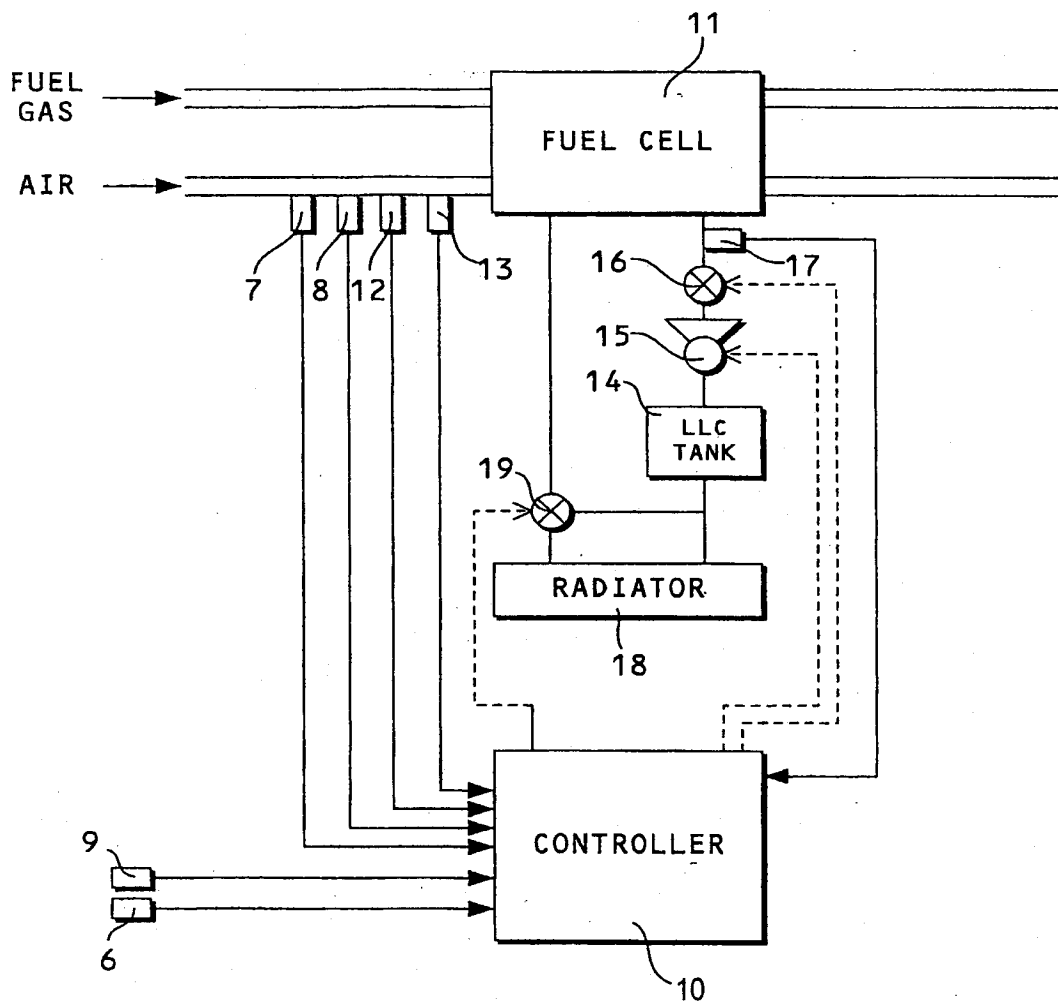 11
FUEL
GAS
FUEL CELL
AIR
7
8
12
13
17
16
15
14
LLC
TANK
19
RADIATOR
18
CONTROLLER
9
6
10